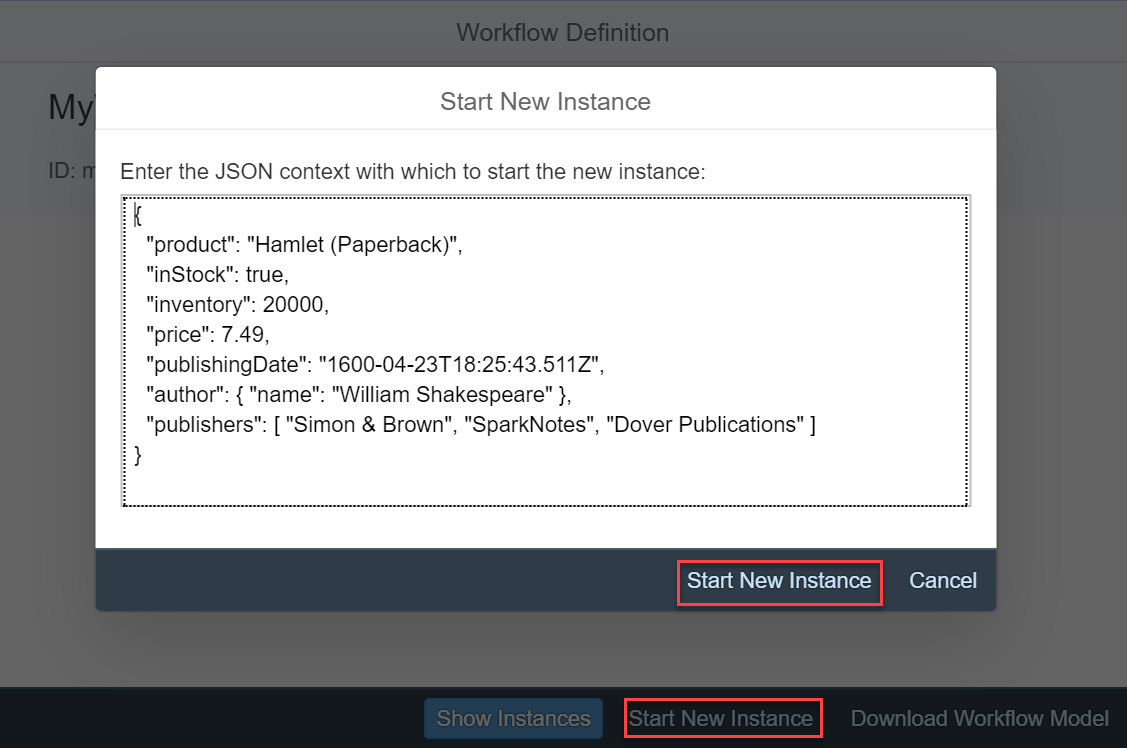 Workflow Definition
My
Start New Instance
ID: m
Enter the JSON context with which to start the new instance:
{
"product": "Hamlet (Paperback)",
"inStock": true,
"inventory": 20000,
"price": 7.49,
"publishingDate": "1600-04-23T18:25:43.511Z",
"author": { "name": "William Shakespeare" },
"publishers": [ "Simon & Brown", "SparkNotes", "Dover Publications" ]
}
Start New Instance Cancel
Show Instances Start New Instance Download Workflow Model